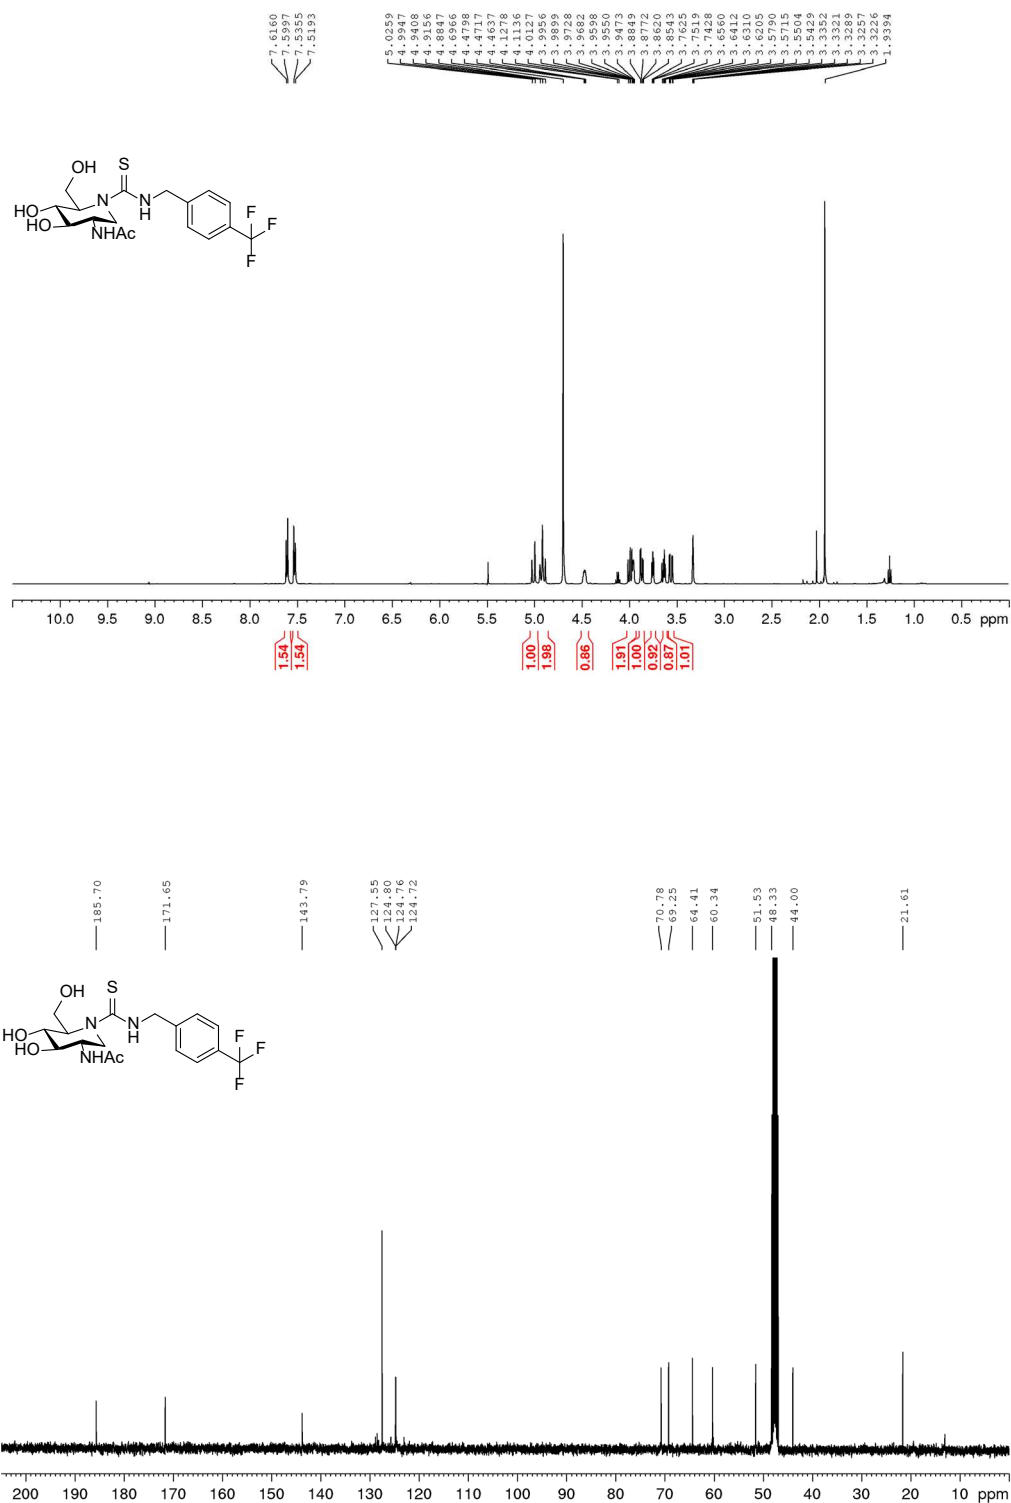 7.6160
7.5997
7.5355
7.5193
5.0259
4.9947
4.9408
4.9156
4.8847
4.6966
4.4798
4.4717
4.4637
4.1278
4.1136
4.0127
3.9956
3.9899
3.9728
3.9682
3.9598
3.9550
3.9473
3.8849
3.8772
3.8620
3.8543
3.7625
3.7519
3.7428
3.6560
3.6412
3.6310
3.6205
3.5790
3.5715
3.5504
3.5429
3.3352
3.3321
3.3289
3.3257
3.3226
1.9394
OH
S
HO
HO
N
N
H
NHAc
F
F
F
10.0 9.5 9.0 8.5 8.0 7.5 7.0 6.5 6.0 5.5 5.0 4.5 4.0 3.5 3.0 2.5 2.0 1.5 1.0 0.5 ppm
1.54
1.54
1.00
1.98
0.86
1.91
1.00
0.92
0.87
1.01
185.70
171.65
143.79
127.55
124.80
124.76
124.72
70.78
69.25
64.41
60.34
51.53
48.33
44.00
21.61
OH
S
HO
HO
N
N
H
NHAc
F
F
F
200 190 180 170 160 150 140 130 120 110 100 90 80 70 60 50 40 30 20 10 ppm